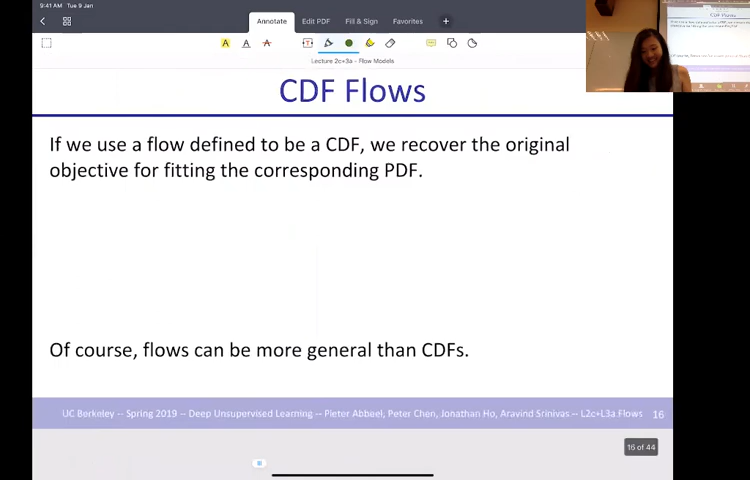 9:41 AM Tue 9 Jan
Annotate Edit PDF Fill & Sign Favorites +
A A A
Lecture 2c+3a - Flow Models
CDF Flows
If we use a flow defined to be a CDF, we recover the original
objective for fitting the corresponding PDF.
Of course, flows can be more general than CDFs.
UC Berkeley -- Spring 2019 -- Deep Unsupervised Learning -- Pieter Abbeel, Peter Chen, Jonathan Ho, Aravind Srinivas -- L2c+L3a Flows 16
16 of 44
CDF Flows